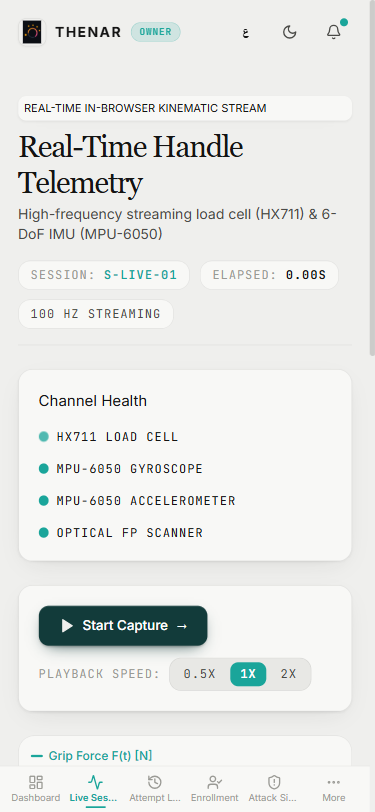 THENAR OWNER ع
REAL-TIME IN-BROWSER KINEMATIC STREAM
Real-Time Handle
Telemetry
High-frequency streaming load cell (HX711) & 6-
DoF IMU (MPU-6050)
SESSION: S-LIVE-01 ELAPSED: 0.00S
100 HZ STREAMING
Channel Health
HX711 LOAD CELL
MPU-6050 GYROSCOPE
MPU-6050 ACCELEROMETER
OPTICAL FP SCANNER
Start Capture →
PLAYBACK SPEED: 0.5X 1X 2X
Grip Force F(t) [N]
Dashboard Live Ses... Attempt L... Enrollment Attack Si... More